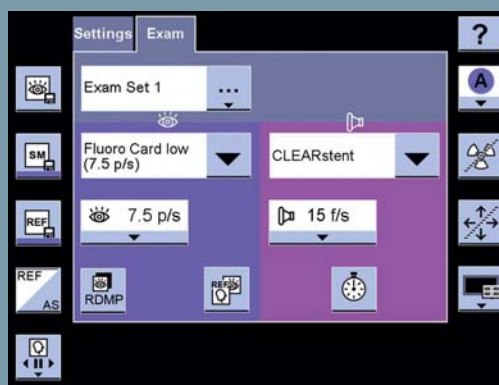 Settings Exam
?
Exam Set 1 ...
A
Fluoro Card low
(7.5 p/s)
CLEARstent
SM
REF
7.5 p/s
15 f/s
REF
AS
RDMP
REF